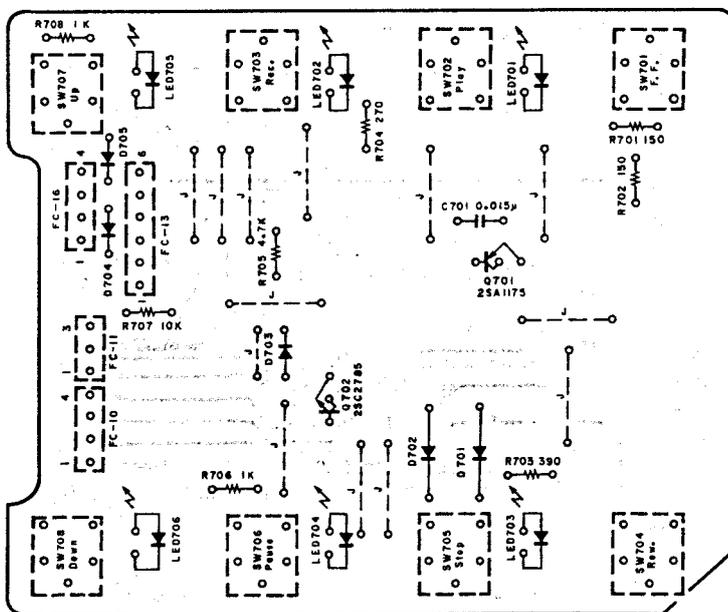 R708 1K
SW707
Up
LED705
SW703
Rec.
LED702
SW702
Play
LED701
SW701
F.F.
R704 270
R701 150
R702 150
4
D705
6
FC-16
FC-13
J
J
J
J
J
J
C701 0.015µ
1
D704
1
R705 4.7K
Q701
2SA1175
R707 10K
J
J
3
FC-11
1
J
D703
J
4
FC-10
1
Q702
2SC2785
J
J
J
D702
D701
R706 1K
R703 390
SW708
Down
LED706
SW706
Pause
LED704
SW705
Stop
LED703
SW704
Rew.